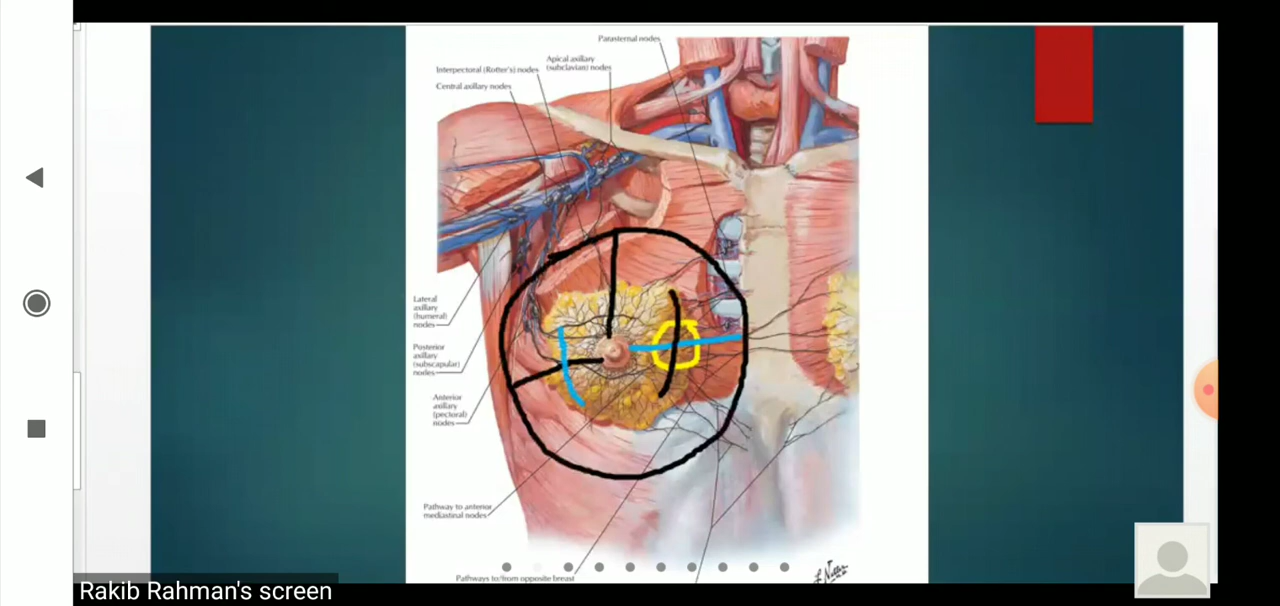 Parasternal nodes
Apical axillary
(subclavian) nodes
Interpectoral (Rotter's) nodes
Central axillary nodes
Lateral
axillary
(humeral)
nodes
Posterior
axillary
(subscapular)
nodes
Anterior
axillary
(pectoral)
nodes
Pathway to anterior
mediastinal nodes
Pathways to/from opposite breast
F. Netter
Rakib Rahman's screen